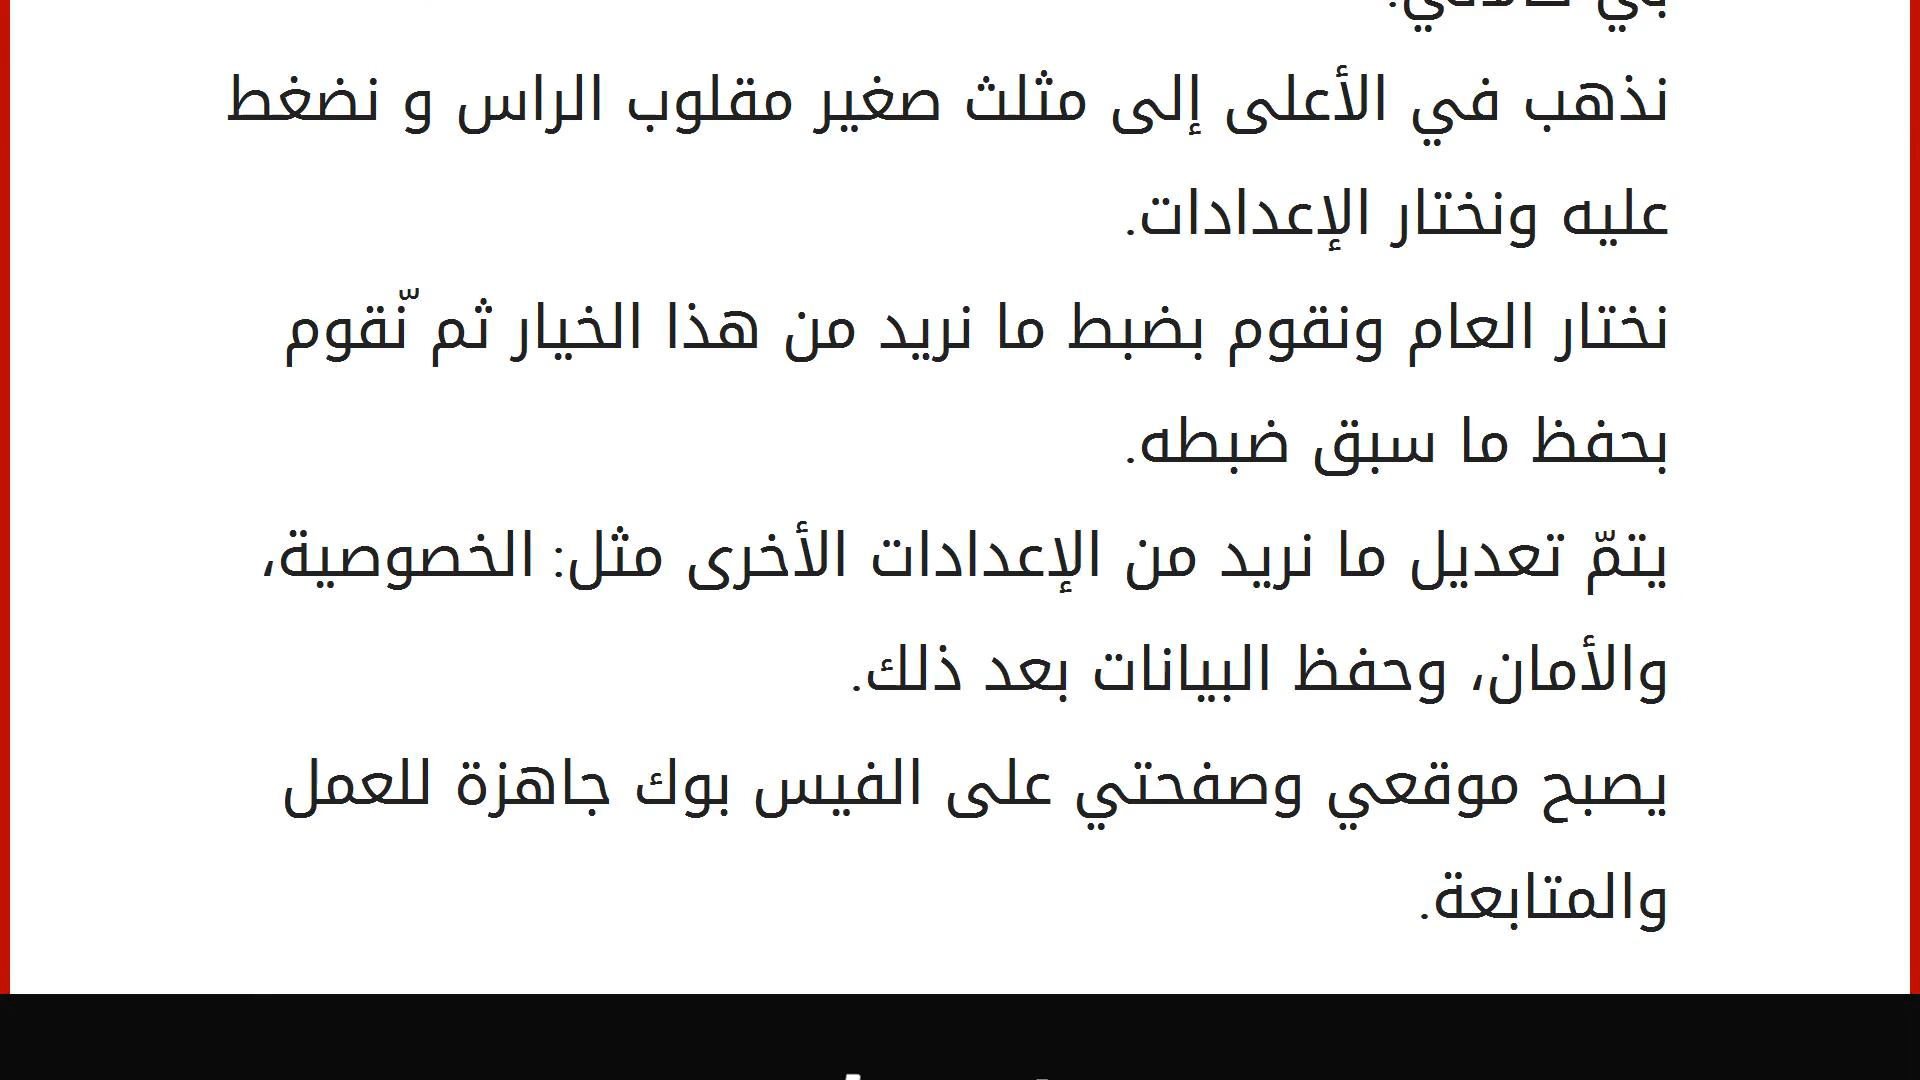 نذهب في الأعلى إلى مثلث صغير مقلوب الراس و نضغط
عليه ونختار الإعدادات.
نختار العام ونقوم بضبط ما نريد من هذا الخيار ثم ّنقوم
بحفظ ما سبق ضبطه.
يتمّ تعديل ما نريد من الإعدادات الأخرى مثل: الخصوصية،
والأمان، وحفظ البيانات بعد ذلك.
يصبح موقعي وصفحتي على الفيس بوك جاهزة للعمل
والمتابعة.